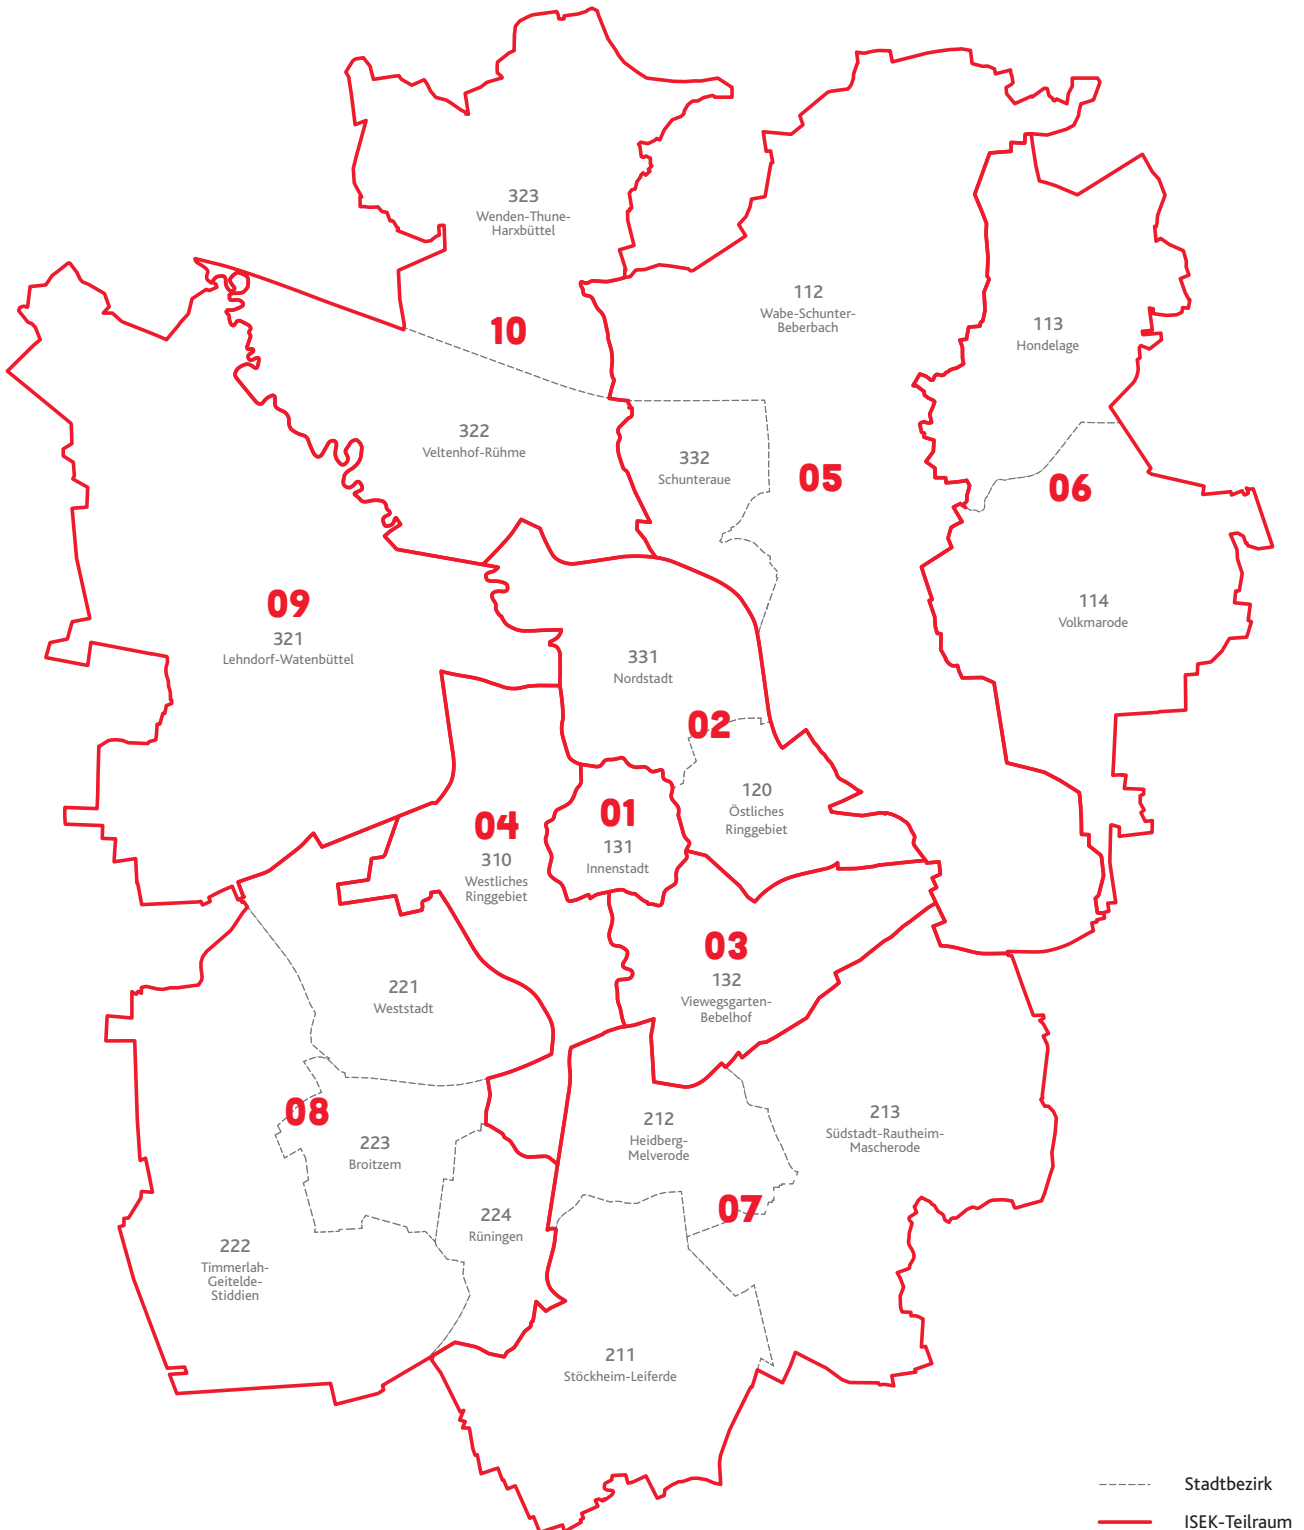 323
Wenden-Thune-
Harxbüttel
112
Wabe-Schunter-
Beberbach
113
Hondelage
10
322
Veltenhof-Rühme
332
Schunteraue
05
06
09
321
Lehndorf-Watenbüttel
114
Volkmarode
331
Nordstadt
02
120
Östliches
Ringgebiet
01
131
Innenstadt
04
310
Westliches
Ringgebiet
03
132
Viewegsgarten-
Bebelhof
221
Weststadt
08
223
Broitzem
212
Heidberg-
Melverode
213
Südstadt-Rautheim-
Mascherode
07
224
Rüningen
222
Timmerlah-
Geitelde-
Stiddien
211
Stöckheim-Leiferde
Stadtbezirk
ISEK-Teilraum